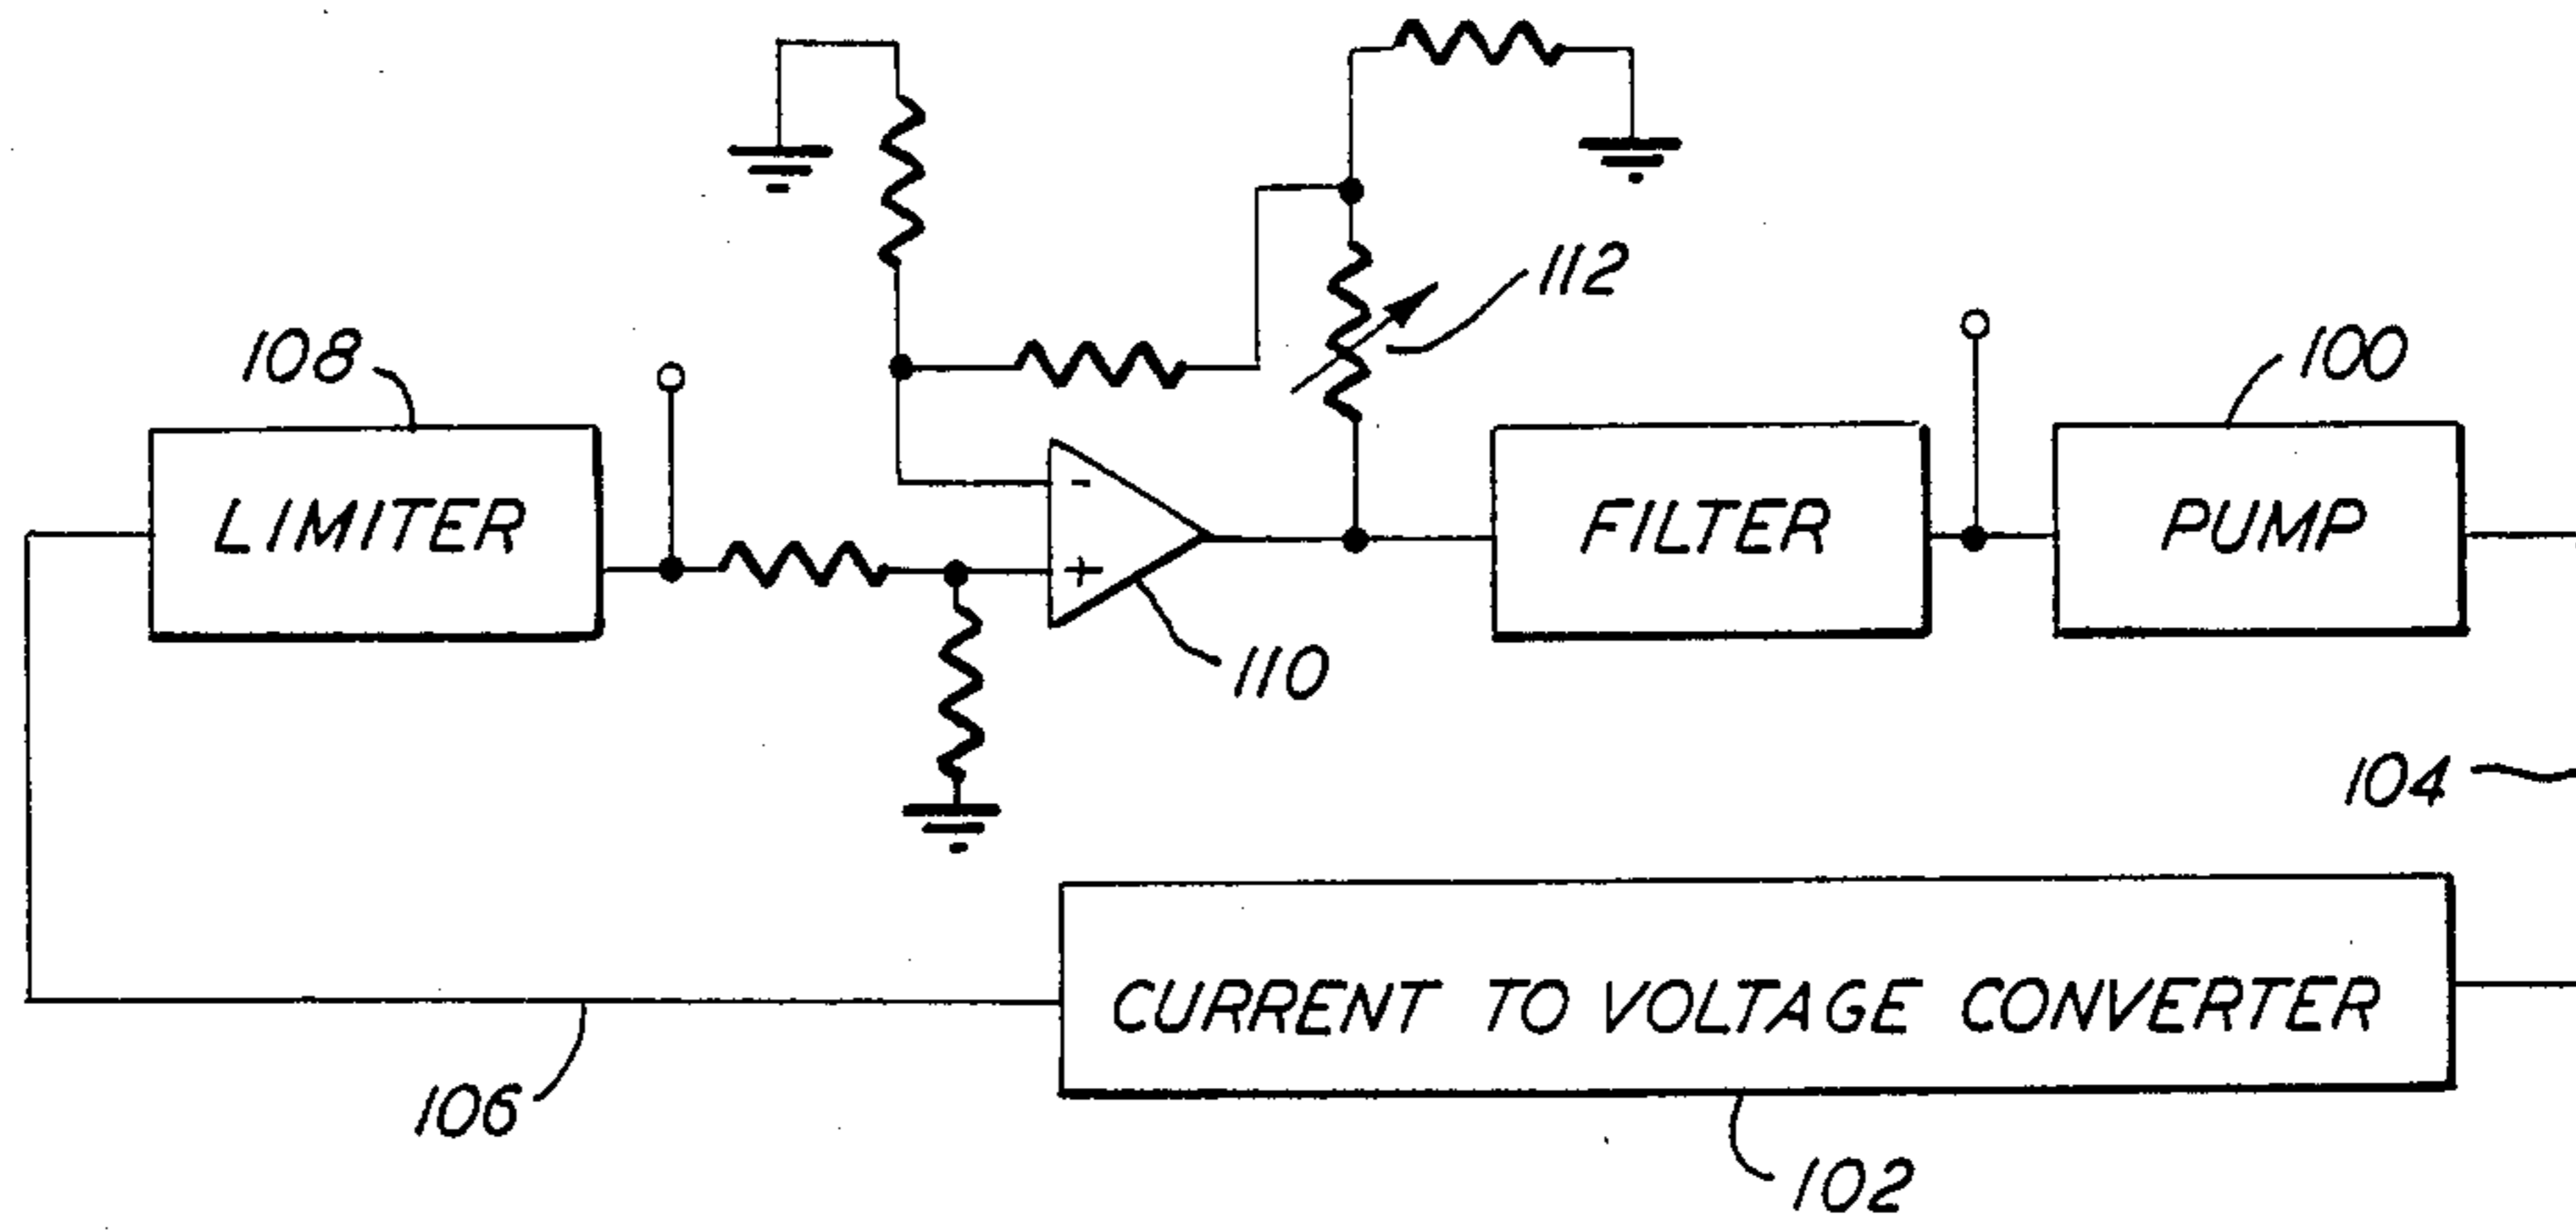 112
108
100
-
LIMITER
FILTER
PUMP
+
110
104
CURRENT TO VOLTAGE CONVERTER
106
102